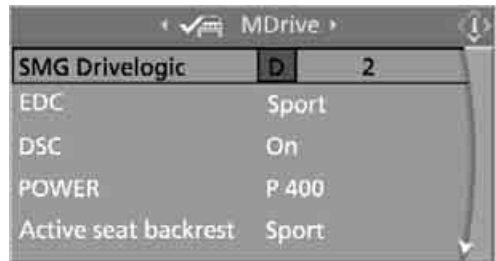 MDrive
SMG Drivelogic D 2
EDC Sport
DSC On
POWER P 400
Active seat backrest Sport